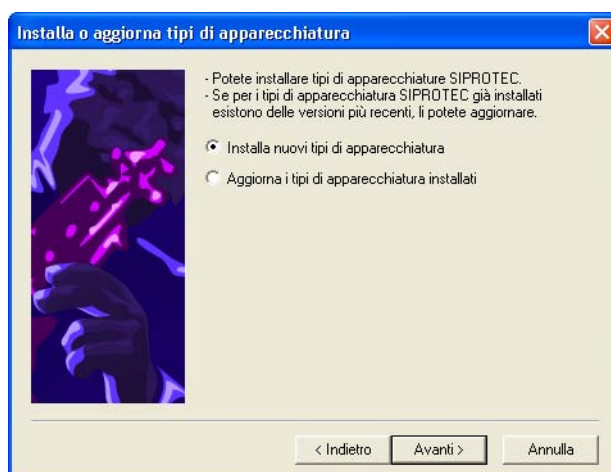 Installa o aggiorna tipi di apparecchiatura
- Potete installare tipi di apparecchiature SIPROTEC.
- Se per i tipi di apparecchiatura SIPROTEC già installati
esistono delle versioni più recenti, li potete aggiornare.
Installa nuovi tipi di apparecchiatura
Aggiorna i tipi di apparecchiatura installati
< Indietro
Avanti >
Annulla